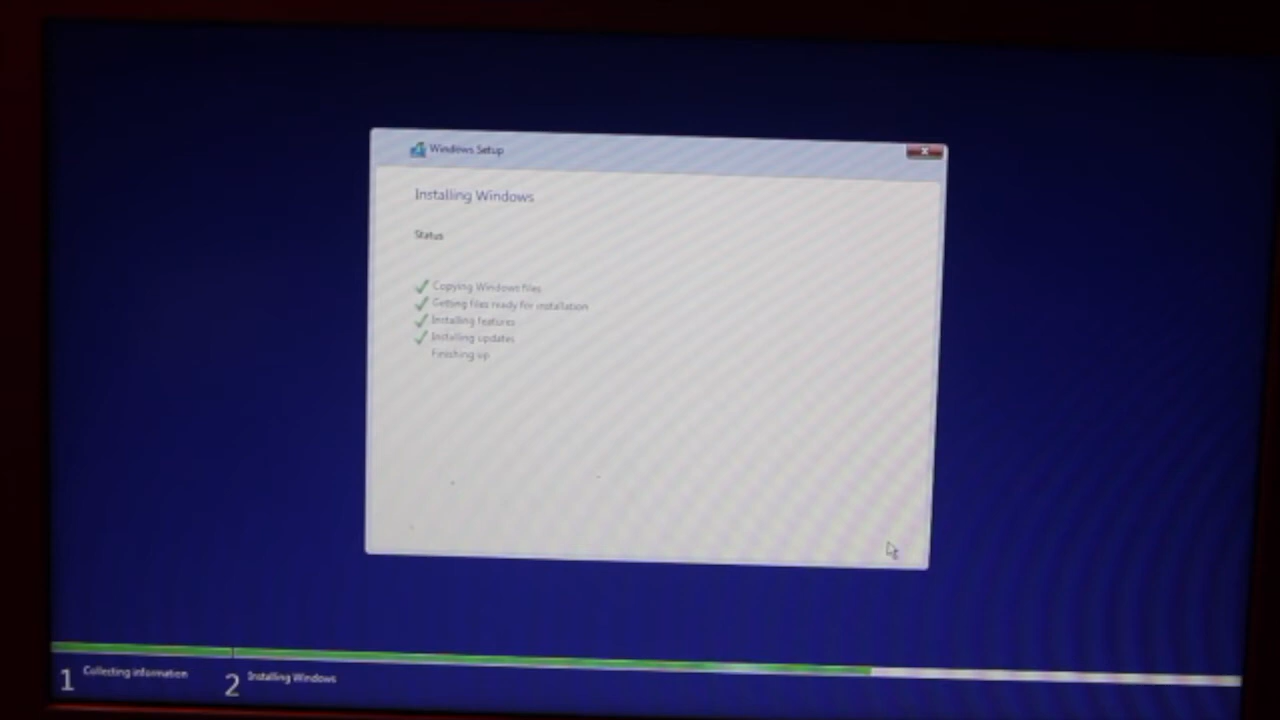 Windows Setup
Installing Windows
Status
Copying Windows files
Getting files ready for installation
Installing features
Installing updates
Finishing up
1 Collecting information
2 Installing Windows